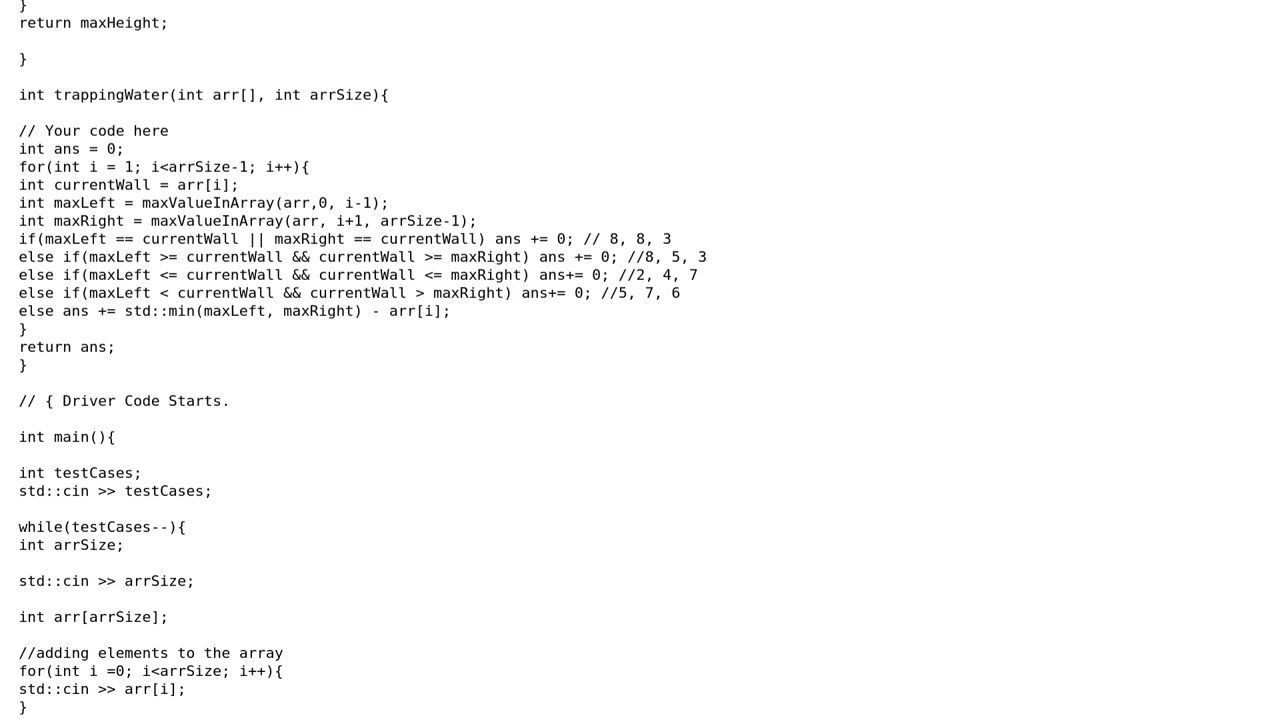 }
return maxHeight;
}
int trappingWater(int arr[], int arrSize){
// Your code here
int ans = 0;
for(int i = 1; i<arrSize-1; i++){
int currentWall = arr[i];
int maxLeft = maxValueInArray(arr,0, i-1);
int maxRight = maxValueInArray(arr, i+1, arrSize-1);
if(maxLeft == currentWall || maxRight == currentWall) ans += 0; // 8, 8, 3
else if(maxLeft >= currentWall && currentWall >= maxRight) ans += 0; //8, 5, 3
else if(maxLeft <= currentWall && currentWall <= maxRight) ans+= 0; //2, 4, 7
else if(maxLeft < currentWall && currentWall > maxRight) ans+= 0; //5, 7, 6
else ans += std::min(maxLeft, maxRight) - arr[i];
}
return ans;
}
// { Driver Code Starts.
int main(){
int testCases;
std::cin >> testCases;
while(testCases--){
int arrSize;
std::cin >> arrSize;
int arr[arrSize];
//adding elements to the array
for(int i =0; i<arrSize; i++){
std::cin >> arr[i];
}